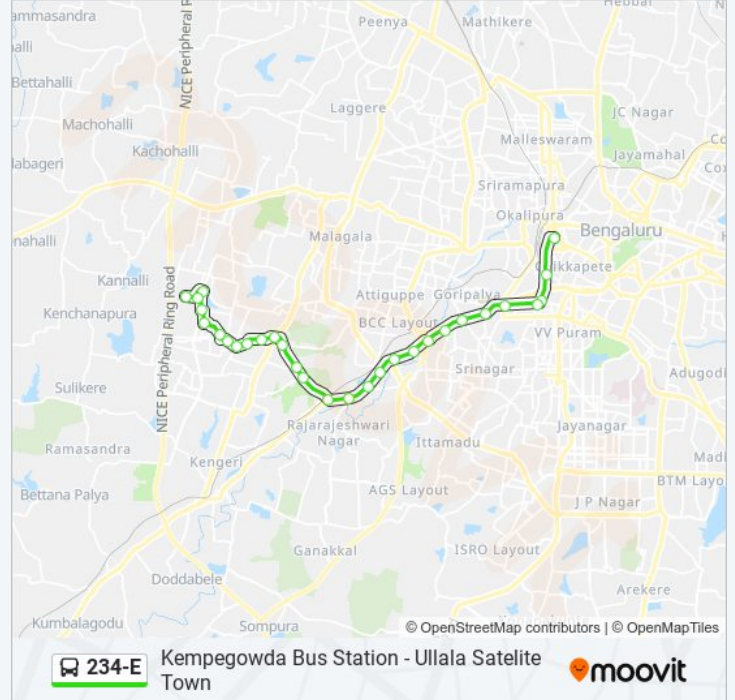 ammasandra
Peenya
Mathikere
Hebbal
NICE Peripheral R
alli
Bettahalli
Laggere
JC Nagar
Machohalli
Malleswaram
Kachohalli
Jayamahal
labageri
Sriramapura
Okalipura
Bengaluru
Malagala
nahalli
Chikkapete
Kannalli
Attiguppe
Goripalya
Kenchanapura
BCC Layout
VV Puram
NICE Peripheral Ring Road
Srinagar
Adugodi
Sulikere
Rajarajeshwari
Nagar
Jayanagar
Ittamadu
Ramasandra
Kengeri
Madi
BTM Layo
Bettana Palya
AGS Layout
J P Nagar
Ganakkal
ISRO Layout
Doddabele
Arekere
Kumbalagodu
Sompura
© OpenStreetMap contributors | © OpenMapTiles
234-E
Kempegowda Bus Station - Ullala Satelite
Town
moovit